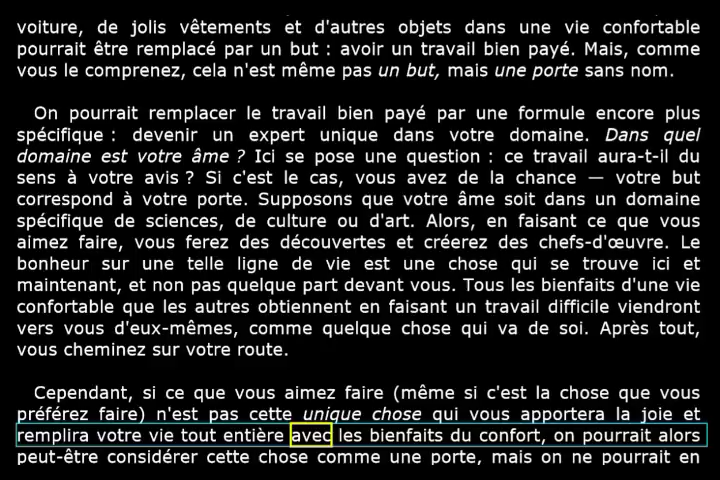 voiture, de jolis vêtements et d'autres objets dans une vie confortable
pourrait être remplacé par un but : avoir un travail bien payé. Mais, comme
vous le comprenez, cela n'est même pas un but, mais une porte sans nom.
On pourrait remplacer le travail bien payé par une formule encore plus
spécifique : devenir un expert unique dans votre domaine. Dans quel
domaine est votre âme ? Ici se pose une question : ce travail aura-t-il du
sens à votre avis ? Si c'est le cas, vous avez de la chance — votre but
correspond à votre porte. Supposons que votre âme soit dans un domaine
spécifique de sciences, de culture ou d'art. Alors, en faisant ce que vous
aimez faire, vous ferez des découvertes et créerez des chefs-d'œuvre. Le
bonheur sur une telle ligne de vie est une chose qui se trouve ici et
maintenant, et non pas quelque part devant vous. Tous les bienfaits d'une vie
confortable que les autres obtiennent en faisant un travail difficile viendront
vers vous d'eux-mêmes, comme quelque chose qui va de soi. Après tout,
vous cheminez sur votre route.
Cependant, si ce que vous aimez faire (même si c'est la chose que vous
préférez faire) n'est pas cette unique chose qui vous apportera la joie et
remplira votre vie tout entière avec les bienfaits du confort, on pourrait alors
peut-être considérer cette chose comme une porte, mais on ne pourrait en